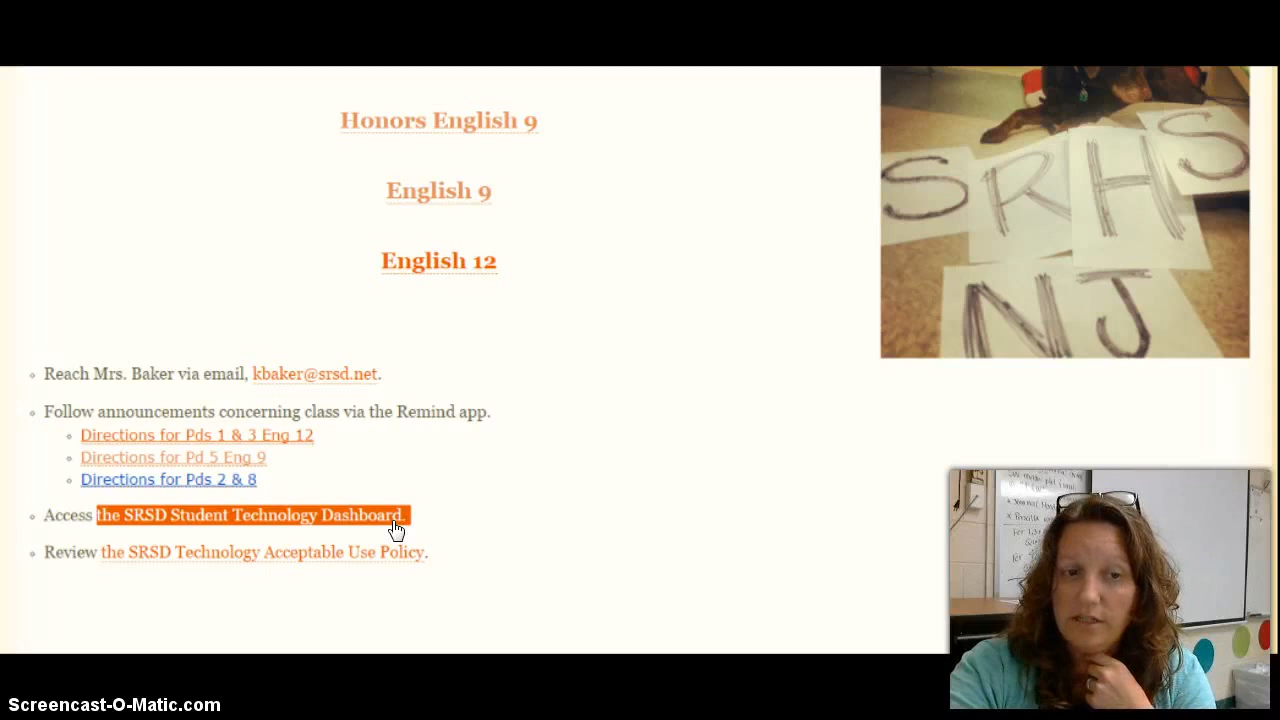 Honors English 9
English 9
English 12
S R H S
NJ
Reach Mrs. Baker via email, kbaker@srsd.net.
Follow announcements concerning class via the Remind app.
Directions for Pds 1 & 3 Eng 12
Directions for Pd 5 Eng 9
Directions for Pds 2 & 8
Access the SRSD Student Technology Dashboard.
Review the SRSD Technology Acceptable Use Policy.
Screencast-O-Matic.com